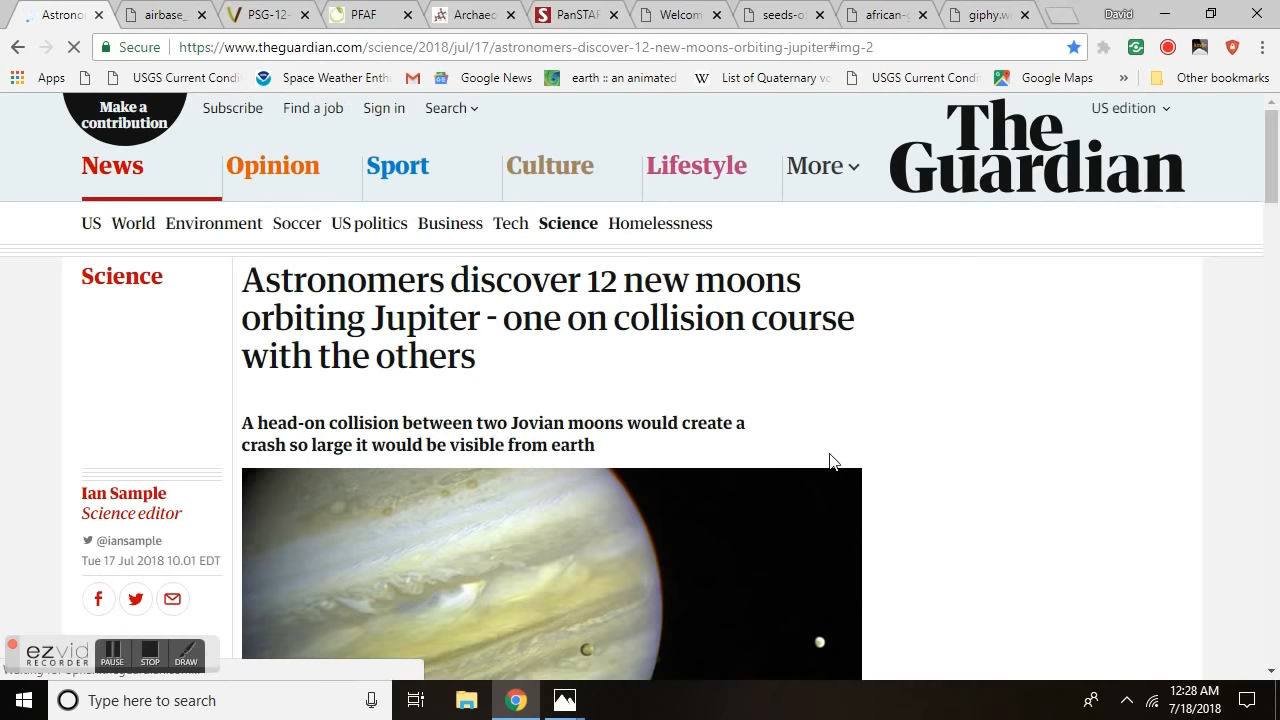 Astronor
airbase_
PSG-12-
PFAF
Archaec
PanSTAR
Welcom
seeds-c
african-g
giphy.w
David
Secure
https://www.theguardian.com/science/2018/jul/17/astronomers-discover-12-new-moons-orbiting-jupiter#img-2
Apps
USGS Current Condi
Space Weather Enth
Google News
earth :: an animated
List of Quaternary vo
USGS Current Condi
Google Maps
»
Other bookmarks
Make a
contribution
Subscribe
Find a job
Sign in
Search
US edition
The
Guardian
News
Opinion
Sport
Culture
Lifestyle
More
US World Environment Soccer US politics Business Tech Science Homelessness
Science
Astronomers discover 12 new moons
orbiting Jupiter - one on collision course
with the others
A head-on collision between two Jovian moons would create a
crash so large it would be visible from earth
Ian Sample
Science editor
@iansample
Tue 17 Jul 2018 10.01 EDT
ezvid
RECORDER
PAUSE
STOP
DRAW
Type here to search
12:28 AM
7/18/2018